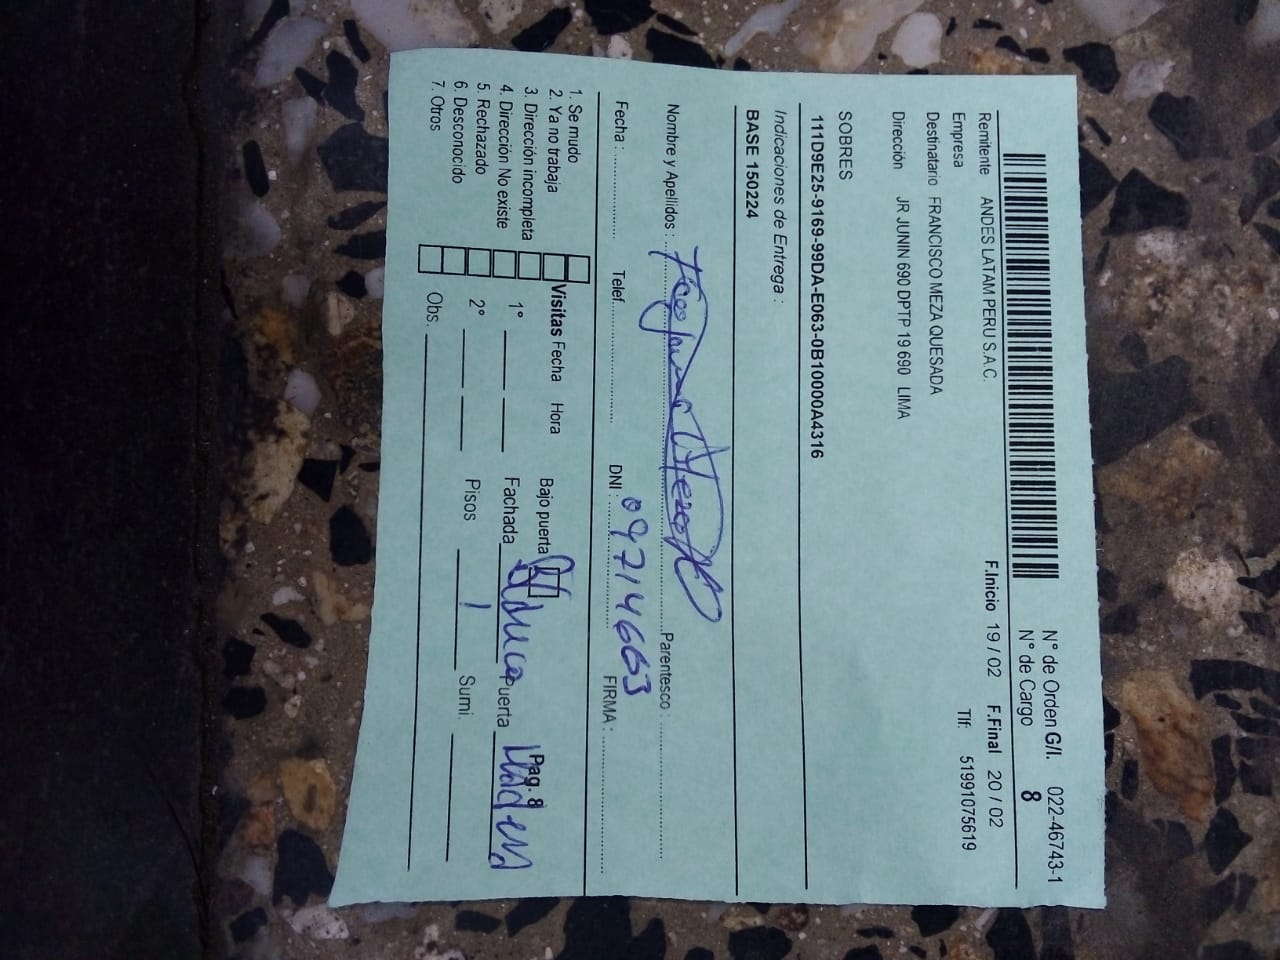 N° de Orden G/I. 022-46743-1
N° de Cargo 8
F.Inicio 19 / 02 F.Final 20 / 02
Remitente ANDES LATAM PERU S.A.C.
Empresa Tlf: 51991075619
Destinatario FRANCISCO MEZA QUESADA
Dirección JR JUNIN 690 DPTP 19 690 LIMA
SOBRES
111D9E25-9169-99DA-E063-0B10000A4316
Indicaciones de Entrega :
BASE 150224
Nombre y Apellidos : Parentesco :
Fecha : Telef. DNI : 09714663 FIRMA :
1. Se mudo
2. Ya no trabaja
3. Dirección incompleta
4. Dirección No existe
5. Rechazado
6. Desconocido
7. Otros
Visitas Fecha Hora Bajo puerta Pag. 8
1° Fachada Puerta
2° Pisos 1 Sumi.
Obs.